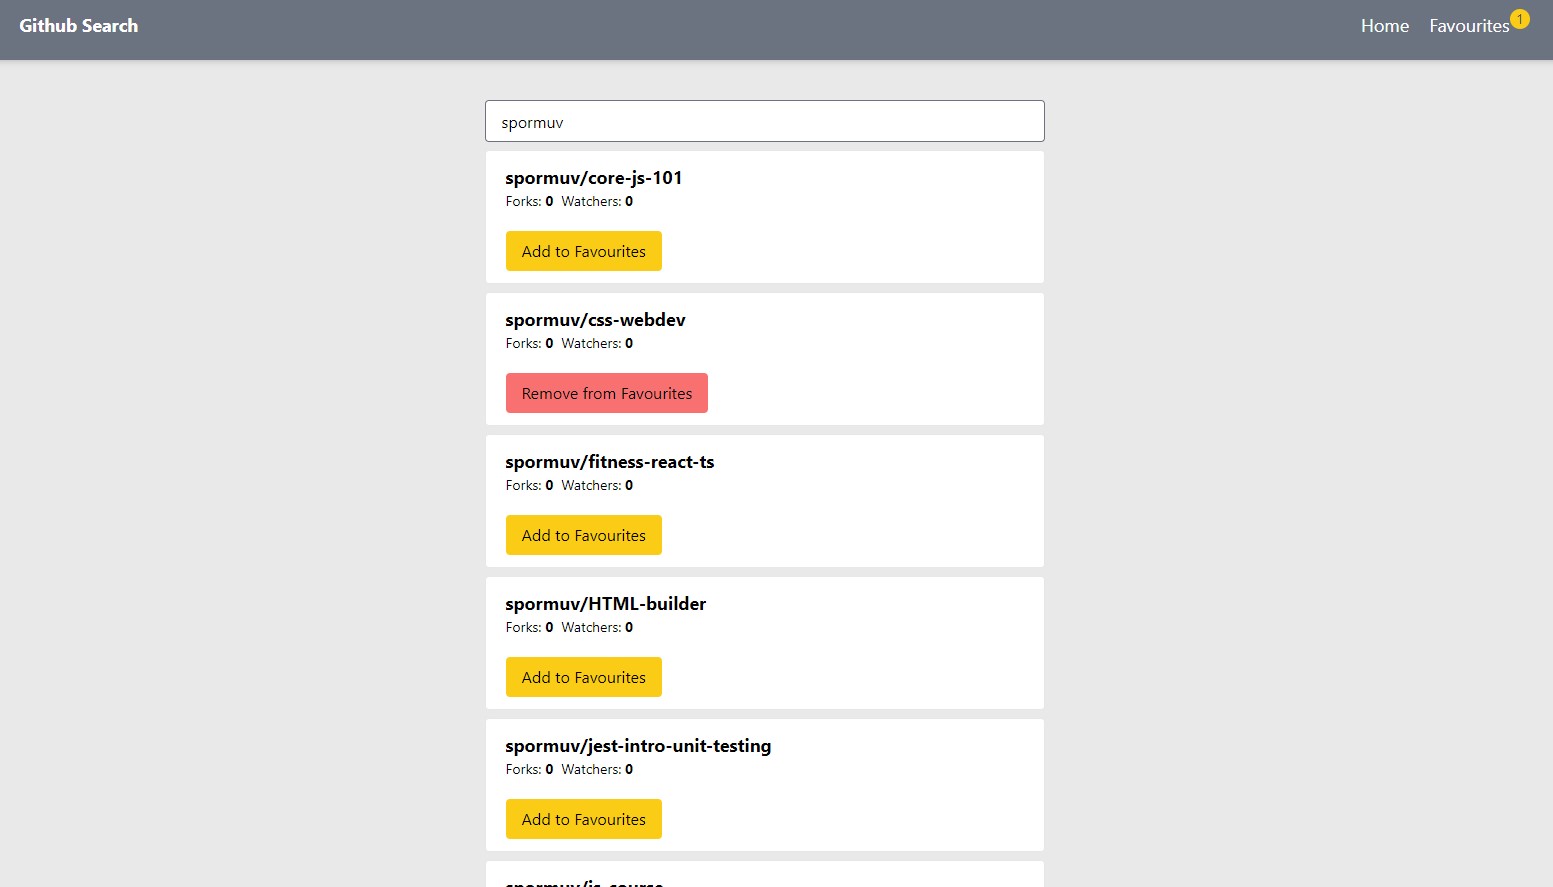 Github Search
Home Favourites 1
spormuv
spormuv/core-js-101
Forks: 0 Watchers: 0
Add to Favourites
spormuv/css-webdev
Forks: 0 Watchers: 0
Remove from Favourites
spormuv/fitness-react-ts
Forks: 0 Watchers: 0
Add to Favourites
spormuv/HTML-builder
Forks: 0 Watchers: 0
Add to Favourites
spormuv/jest-intro-unit-testing
Forks: 0 Watchers: 0
Add to Favourites
spormuv/js-course